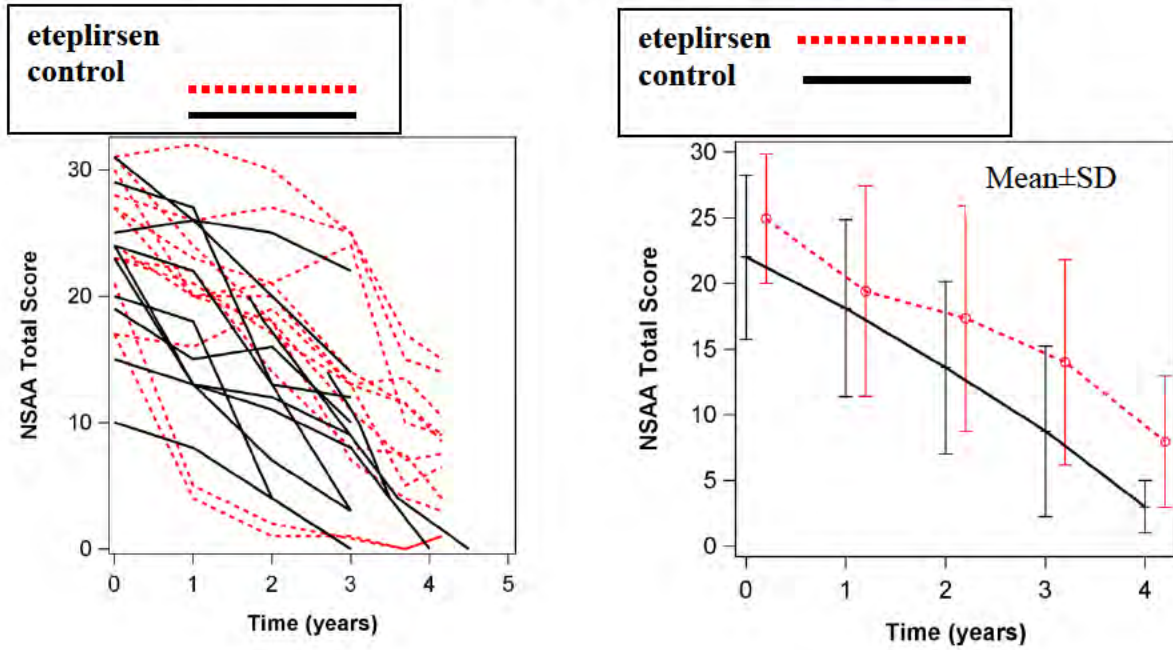 eteplirsen
control
NSAA Total Score
30
20
10
0
0 1 2 3 4 5
Time (years)
eteplirsen
control
Mean±SD
NSAA Total Score
30
25
20
15
10
5
0
0 1 2 3 4
Time (years)